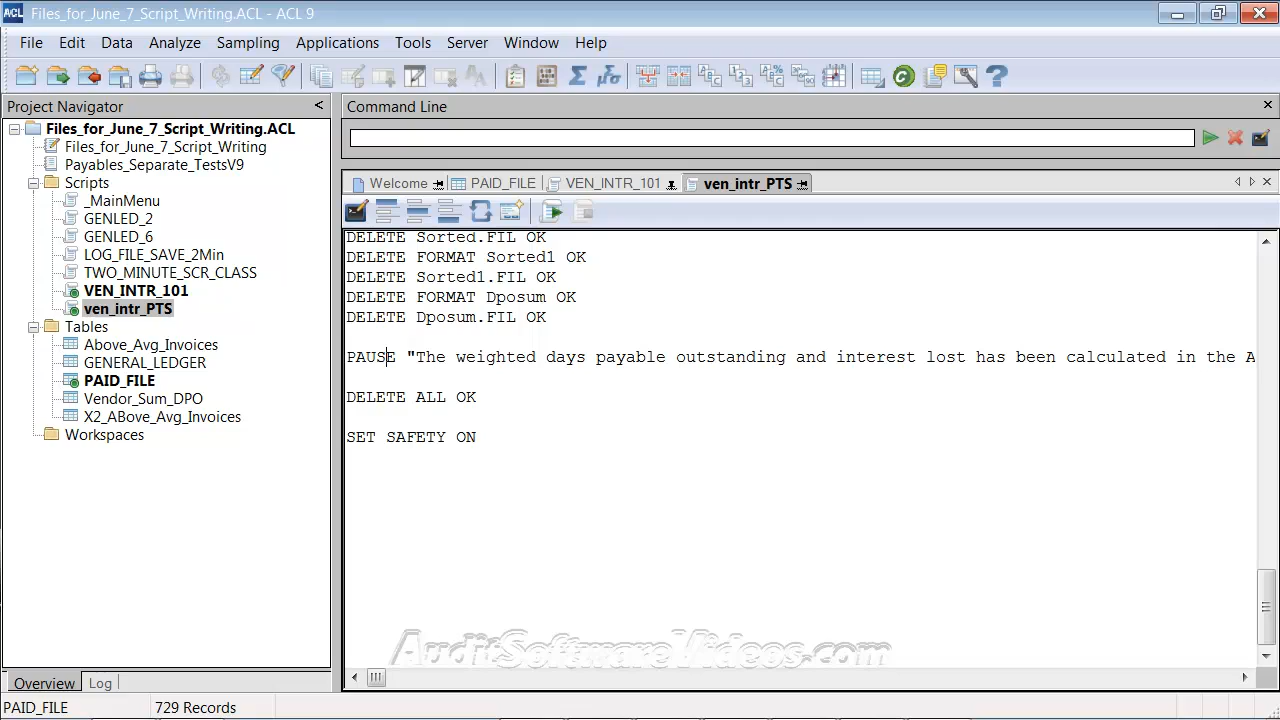 ACL Files_for_June_7_Script_Writing.ACL - ACL 9
File Edit Data Analyze Sampling Applications Tools Server Window Help
Project Navigator <
Files_for_June_7_Script_Writing.ACL
Files_for_June_7_Script_Writing
Payables_Separate_TestsV9
Scripts
_MainMenu
GENLED_2
GENLED_6
LOG_FILE_SAVE_2Min
TWO_MINUTE_SCR_CLASS
VEN_INTR_101
ven_intr_PTS
Tables
Above_Avg_Invoices
GENERAL_LEDGER
PAID_FILE
Vendor_Sum_DPO
X2_ABove_Avg_Invoices
Workspaces
Overview Log
Command Line
Welcome PAID_FILE VEN_INTR_101 ven_intr_PTS
DELETE Sorted.FIL OK
DELETE FORMAT Sorted1 OK
DELETE Sorted1.FIL OK
DELETE FORMAT Dposum OK
DELETE Dposum.FIL OK
PAUSE "The weighted days payable outstanding and interest lost has been calculated in the A
DELETE ALL OK
SET SAFETY ON
AuditSoftwareVideos.com
PAID_FILE 729 Records